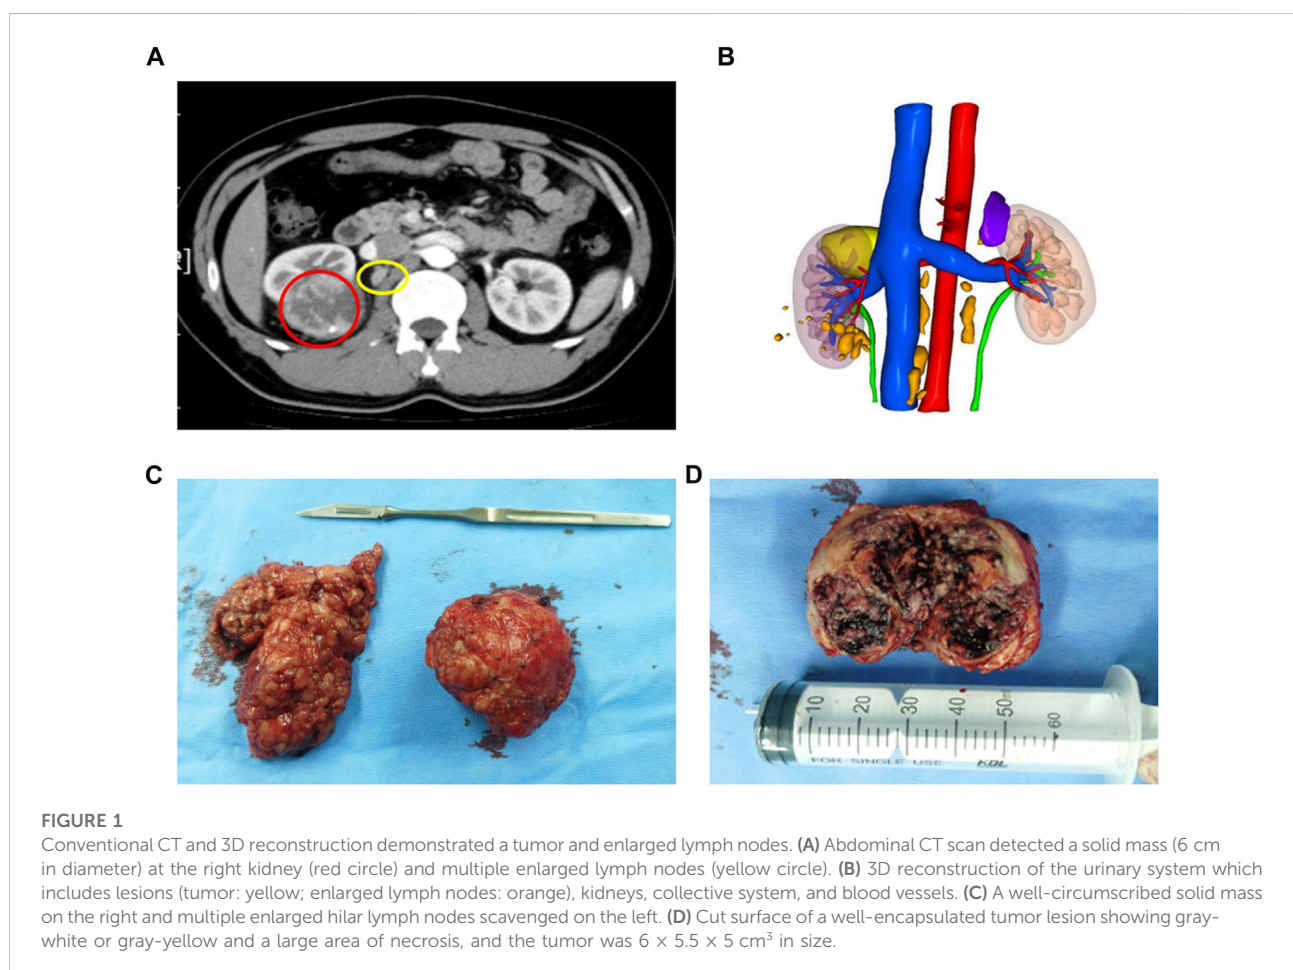 A
B
R]
C
D
10
20
30
40
50
60
FOR SINGLE USE
KDL
FIGURE 1
Conventional CT and 3D reconstruction demonstrated a tumor and enlarged lymph nodes. (A) Abdominal CT scan detected a solid mass (6 cm
in diameter) at the right kidney (red circle) and multiple enlarged lymph nodes (yellow circle). (B) 3D reconstruction of the urinary system which
includes lesions (tumor: yellow; enlarged lymph nodes: orange), kidneys, collective system, and blood vessels. (C) A well-circumscribed solid mass
on the right and multiple enlarged hilar lymph nodes scavenged on the left. (D) Cut surface of a well-encapsulated tumor lesion showing gray-
white or gray-yellow and a large area of necrosis, and the tumor was 6 × 5.5 × 5 cm³ in size.